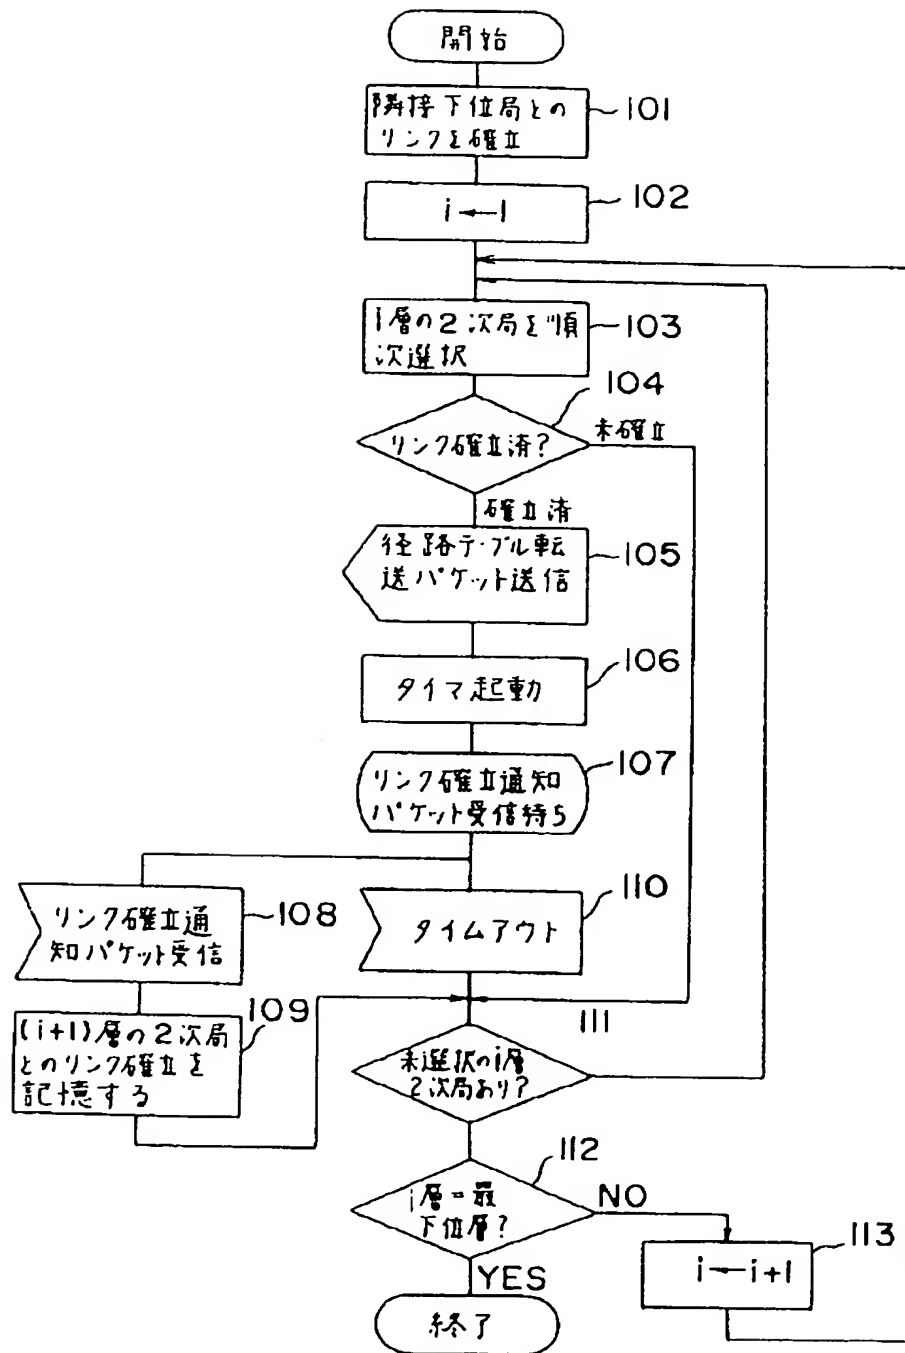 開始
隣接下位局との
リンクを確立
101
i←1
102
i層の2次局を順
次選択
103
104
リンク確立済?
未確立
確立済
径路テーブル転
送パケット送信
105
タイマ起動
106
リンク確立通知
パケット受信待ち
107
リンク確立通
知パケット受信
108
タイムアウト
110
(i+1)層の2次局
とのリンク確立を
記憶する
109
111
未選択のi層
2次局あり?
112
i層=最
下位層?
NO
YES
i←i+1
113
終了